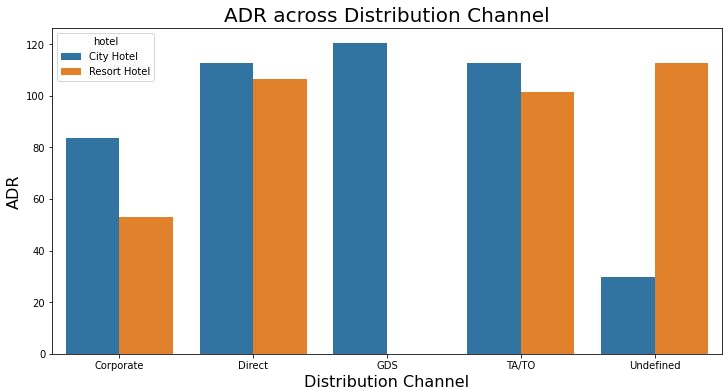 ADR across Distribution Channel
hotel
City Hotel
Resort Hotel
120
100
80
60
40
20
0
ADR
Corporate Direct GDS TA/TO Undefined
Distribution Channel